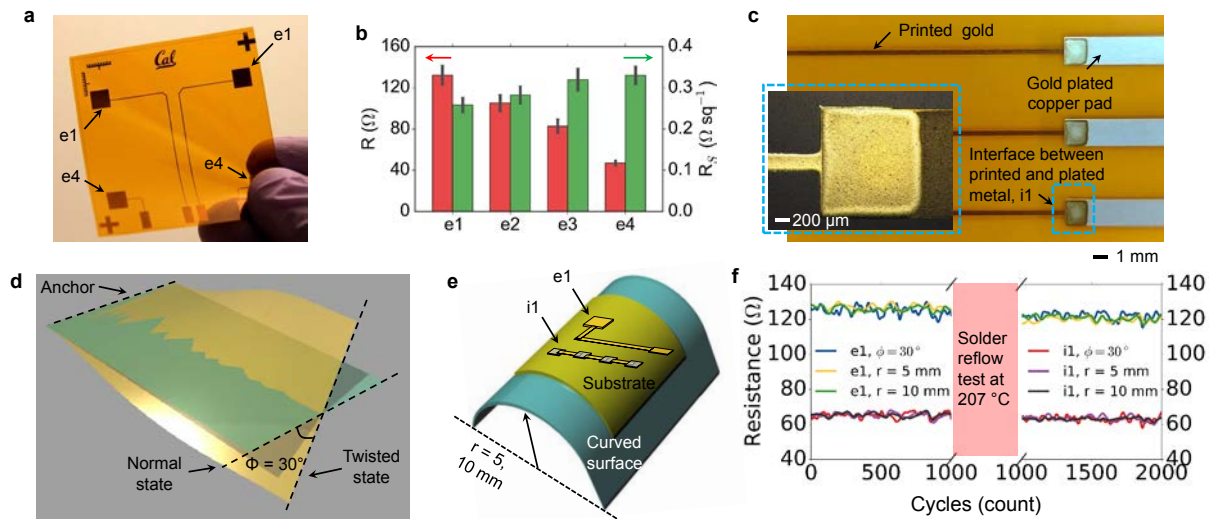 a
e1
Cal
e1
e4
e4
b
160
120
80
40
0
R (Ω)
0.4
0.3
0.2
0.1
0.0
R_S (Ω sq⁻¹)
e1 e2 e3 e4
c
Printed gold
Gold plated
copper pad
Interface between
printed and plated
metal, i1
200 µm
1 mm
d
Anchor
Normal
state
Φ = 30°
Twisted
state
e
e1
i1
Substrate
Curved
surface
r = 5,
10 mm
f
140
120
100
80
60
40
Resistance (Ω)
e1, ϕ = 30°
e1, r = 5 mm
e1, r = 10 mm
Solder
reflow
test at
207 °C
i1, ϕ = 30°
i1, r = 5 mm
i1, r = 10 mm
140
120
100
80
60
40
0 500 1000 1000 1500 2000
Cycles (count)